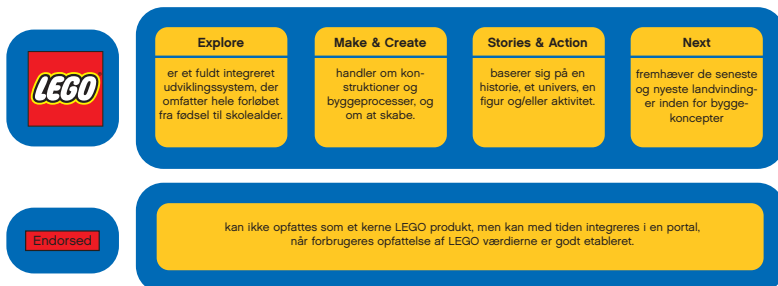 LEGO
Explore
er et fuldt integreret
udviklingssystem, der
omfatter hele forløbet
fra fødsel til skolealder.
Make & Create
handler om kon-
struktioner og
byggeprocesser, og
om at skabe.
Stories & Action
baserer sig på en
historie, et univers, en
figur og/eller aktivitet.
Next
fremhæver de seneste
og nyeste landvinding-
er inden for bygge-
koncepter
Endorsed
kan ikke opfattes som et kerne LEGO produkt, men kan med tiden integreres i en portal,
når forbrugeres opfattelse af LEGO værdierne er godt etableret.